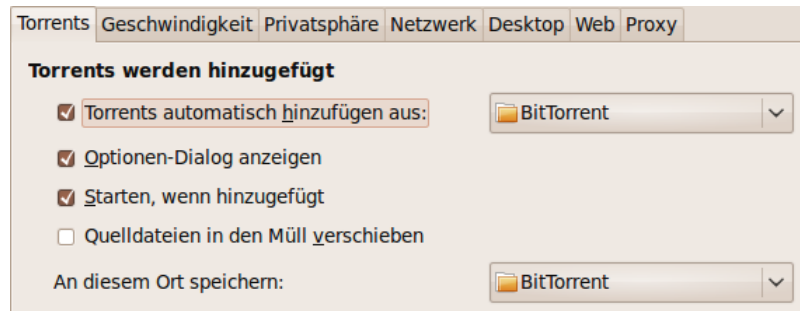 Torrents Geschwindigkeit Privatsphäre Netzwerk Desktop Web Proxy
Torrents werden hinzugefügt
Torrents automatisch hinzufügen aus: BitTorrent
Optionen-Dialog anzeigen
Starten, wenn hinzugefügt
Quelldateien in den Müll verschieben
An diesem Ort speichern: BitTorrent